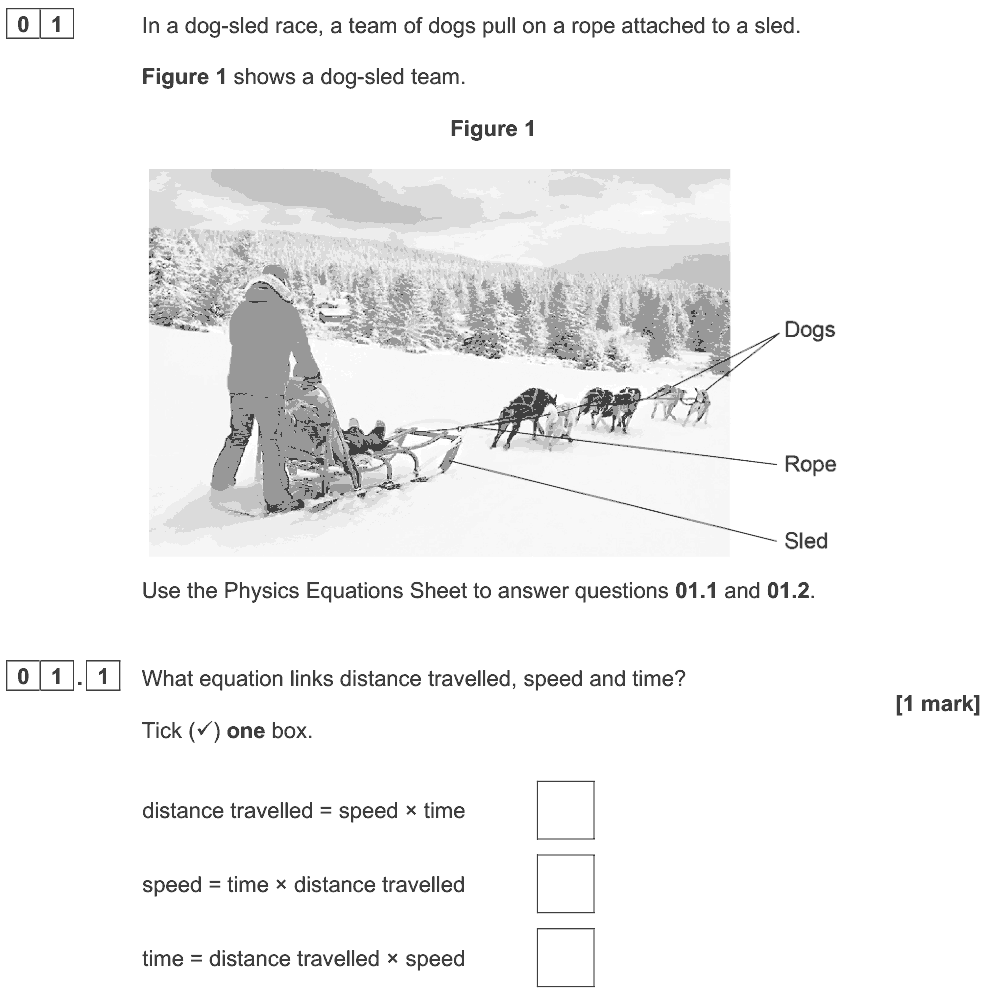 0 1 In a dog-sled race, a team of dogs pull on a rope attached to a sled.
Figure 1 shows a dog-sled team.
Figure 1
Dogs
Rope
Sled
Use the Physics Equations Sheet to answer questions 01.1 and 01.2.
0 1 . 1 What equation links distance travelled, speed and time?
[1 mark]
Tick (✓) one box.
distance travelled = speed × time
speed = time × distance travelled
time = distance travelled × speed